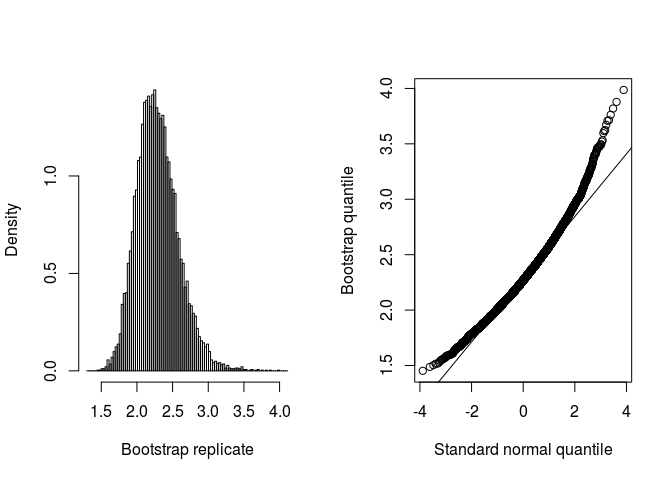 Density
0.0 0.5 1.0
1.5 2.0 2.5 3.0 3.5 4.0
Bootstrap replicate
Bootstrap quantile
1.5 2.0 2.5 3.0 3.5 4.0
-4 -2 0 2 4
Standard normal quantile